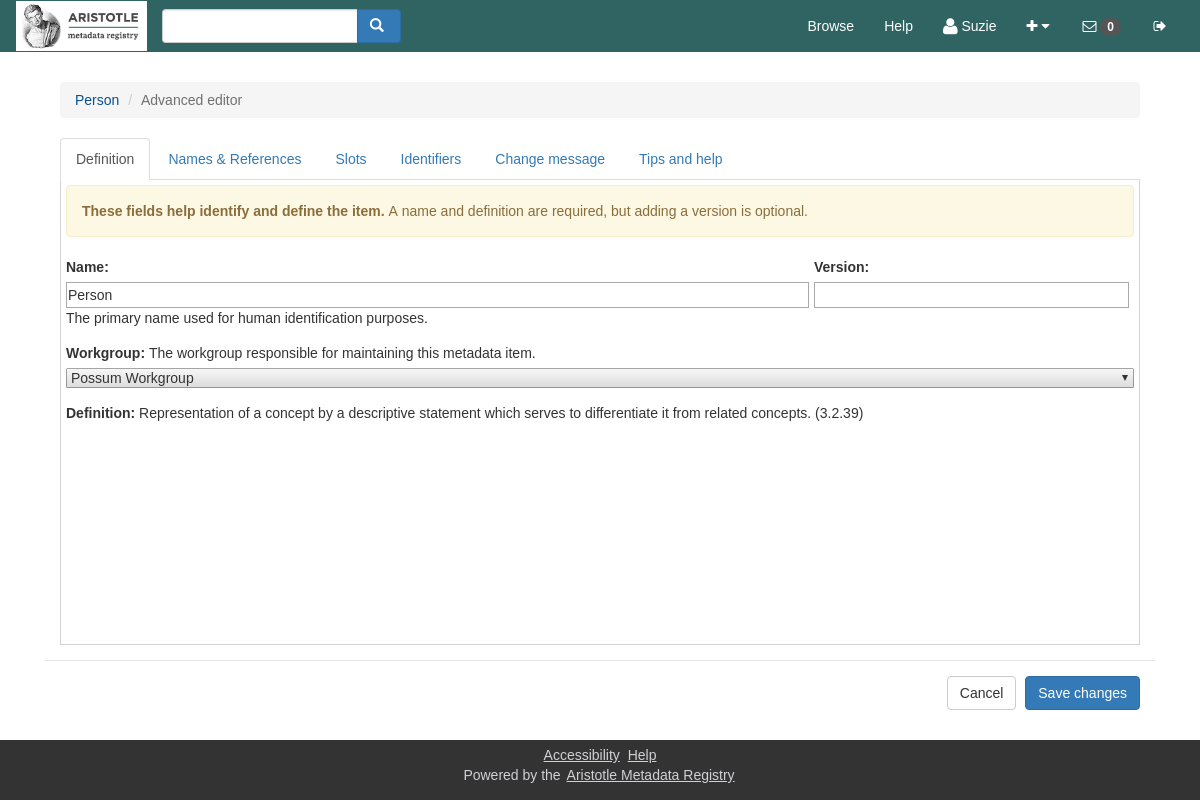 ARISTOTLE
metadata registry
Browse Help Suzie 0
Person / Advanced editor
Definition Names & References Slots Identifiers Change message Tips and help
These fields help identify and define the item. A name and definition are required, but adding a version is optional.
Name: Version:
Person
The primary name used for human identification purposes.
Workgroup: The workgroup responsible for maintaining this metadata item.
Possum Workgroup
Definition: Representation of a concept by a descriptive statement which serves to differentiate it from related concepts. (3.2.39)
Cancel Save changes
Accessibility Help
Powered by the Aristotle Metadata Registry